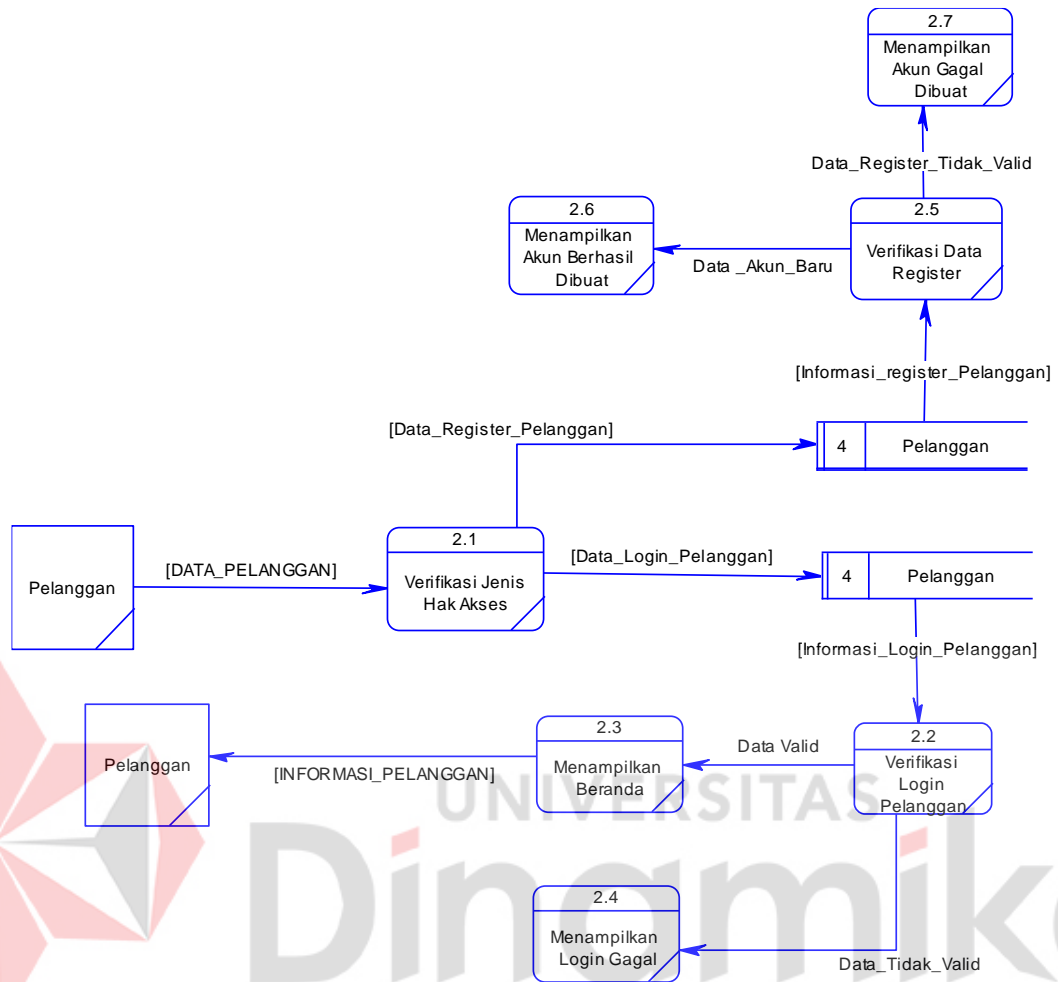 2.7
Menampilkan
Akun Gagal
Dibuat
Data_Register_Tidak_Valid
2.6
Menampilkan
Akun Berhasil
Dibuat
Data _Akun_Baru
2.5
Verifikasi Data
Register
[Informasi_register_Pelanggan]
[Data_Register_Pelanggan]
4
Pelanggan
Pelanggan
[DATA_PELANGGAN]
2.1
Verifikasi Jenis
Hak Akses
[Data_Login_Pelanggan]
4
Pelanggan
[Informasi_Login_Pelanggan]
Pelanggan
[INFORMASI_PELANGGAN]
2.3
Menampilkan
Beranda
Data Valid
2.2
Verifikasi
Login
Pelanggan
UNIVERSITAS
Dinamika
2.4
Menampilkan
Login Gagal
Data_Tidak_Valid